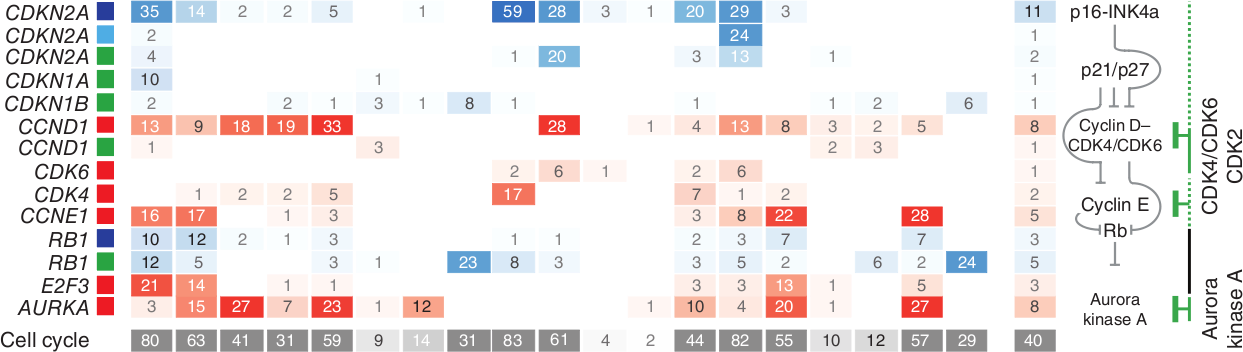 CDKN2A 35 14 2 2 5 1 59 28 3 1 20 29 3 11 p16-INK4a
CDKN2A 2 24 1
CDKN2A 4 1 20 3 13 1 2 p21/p27
CDKN1A 10 1 1
CDKN1B 2 2 1 3 1 8 1 1 1 2 6 1
CCND1 13 9 18 19 33 28 1 4 13 8 3 2 5 8 Cyclin D–
CCND1 1 3 2 3 1 CDK4/CDK6
CDK6 2 6 1 2 6 1
CDK4 1 2 2 5 17 7 1 2 2
CCNE1 16 17 1 3 3 8 22 28 5 Cyclin E
RB1 10 12 2 1 3 1 1 2 3 7 7 3 Rb
RB1 12 5 3 1 23 8 3 3 5 2 6 2 24 5
E2F3 21 14 1 1 3 3 13 1 5 3
AURKA 3 15 27 7 23 1 12 1 10 4 20 1 27 8 Aurora
kinase A
Cell cycle 80 63 41 31 59 9 14 31 83 61 4 2 44 82 55 10 12 57 29 40
CDK4/CDK6
CDK2
Aurora
kinase A